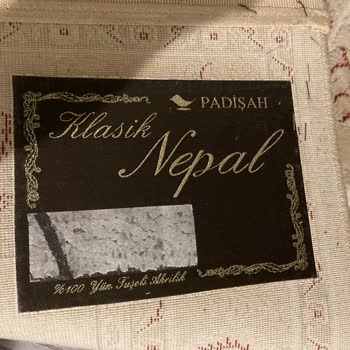 PADİŞAH
Klasik
Nepal
%100 Yün Tuşeli Akrilik